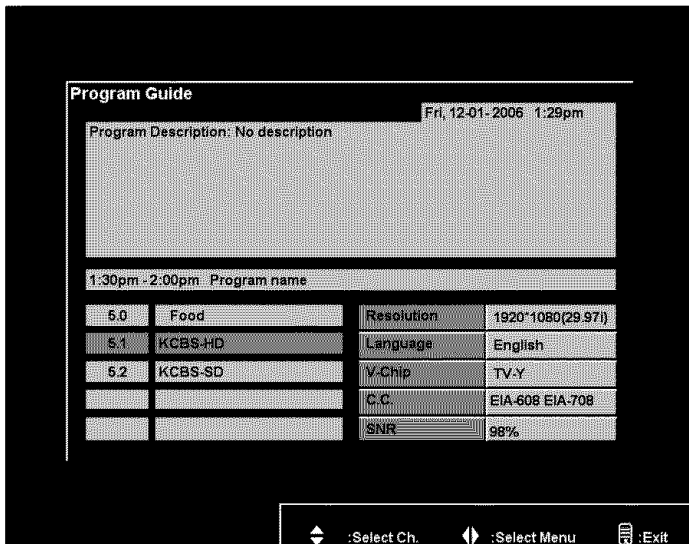 Program Guide
Fri, 12-01-2006 1:29pm
Program Description: No description
1:30pm - 2:00pm Program name
5.0 Food
5.1 KCBS-HD
5.2 KCBS-SD
Resolution 1920*1080(29.97I)
Language English
V-Chip TV-Y
C.C. EIA-608 EIA-708
SNR 98%
:Select Ch. :Select Menu :Exit